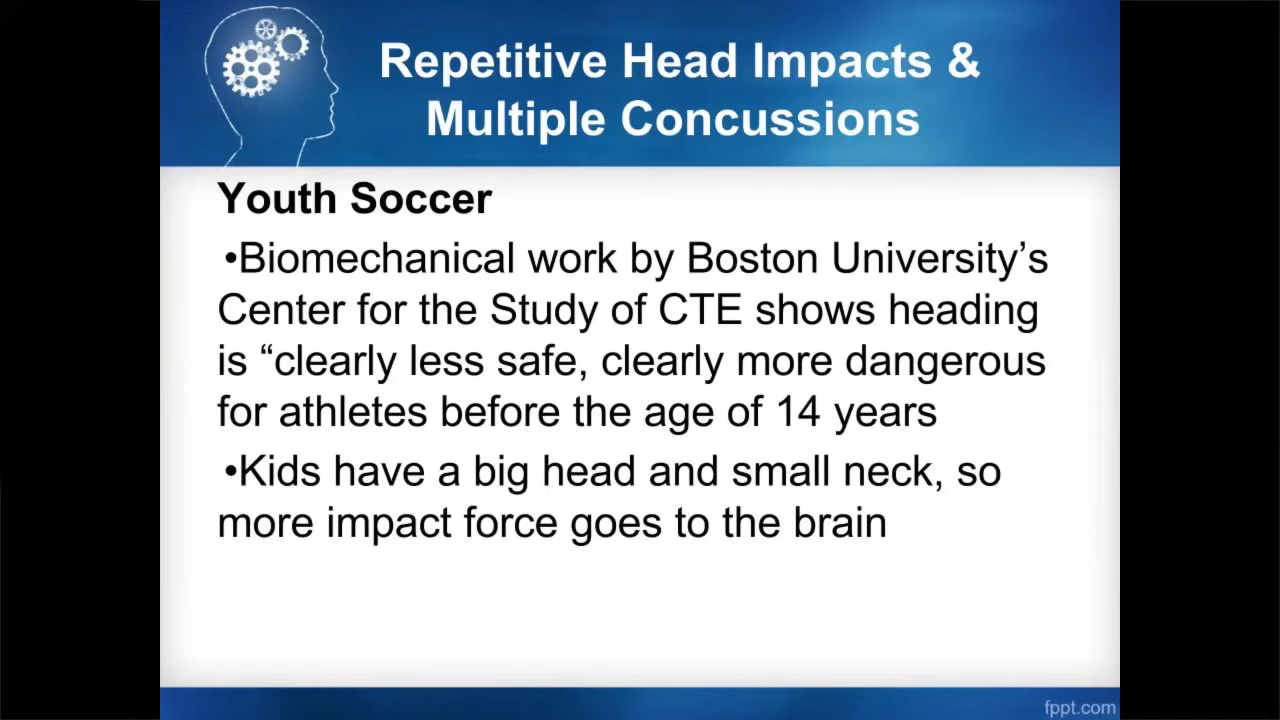 Repetitive Head Impacts &
Multiple Concussions
Youth Soccer
•Biomechanical work by Boston University’s
Center for the Study of CTE shows heading
is “clearly less safe, clearly more dangerous
for athletes before the age of 14 years
•Kids have a big head and small neck, so
more impact force goes to the brain
fppt.com